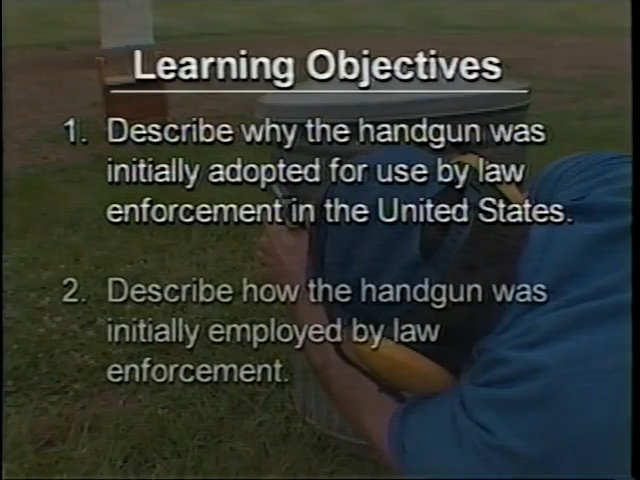 Learning Objectives
1. Describe why the handgun was
initially adopted for use by law
enforcement in the United States.
2. Describe how the handgun was
initially employed by law
enforcement.